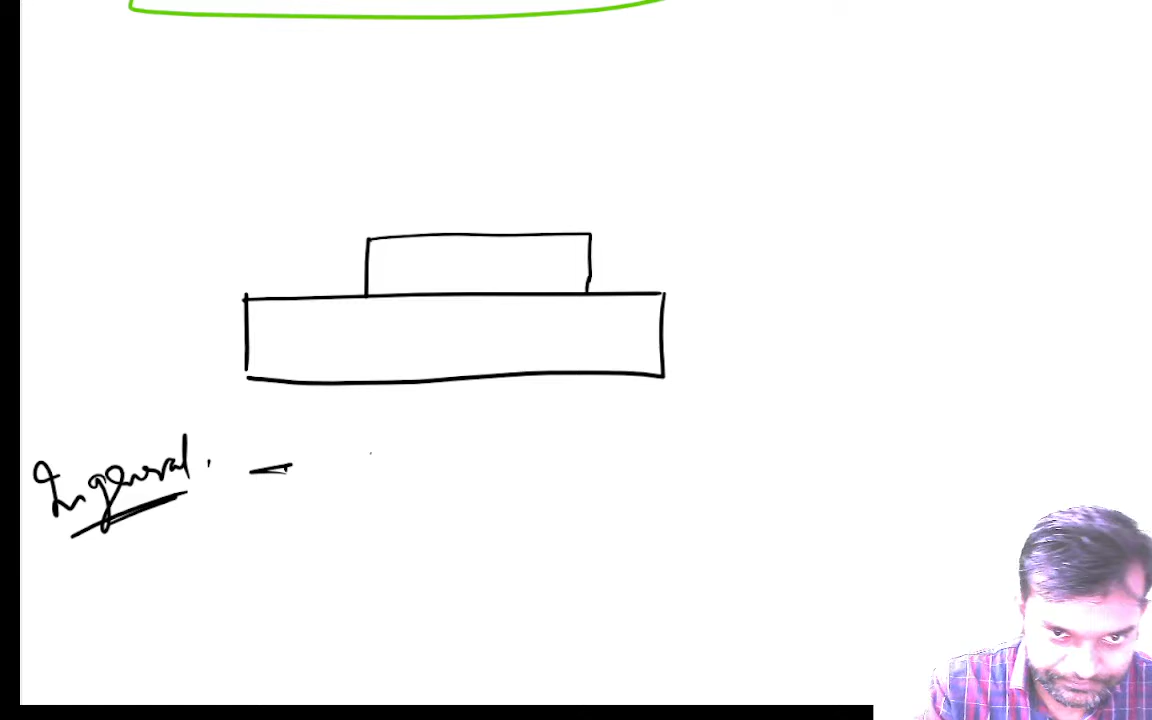 In general. —